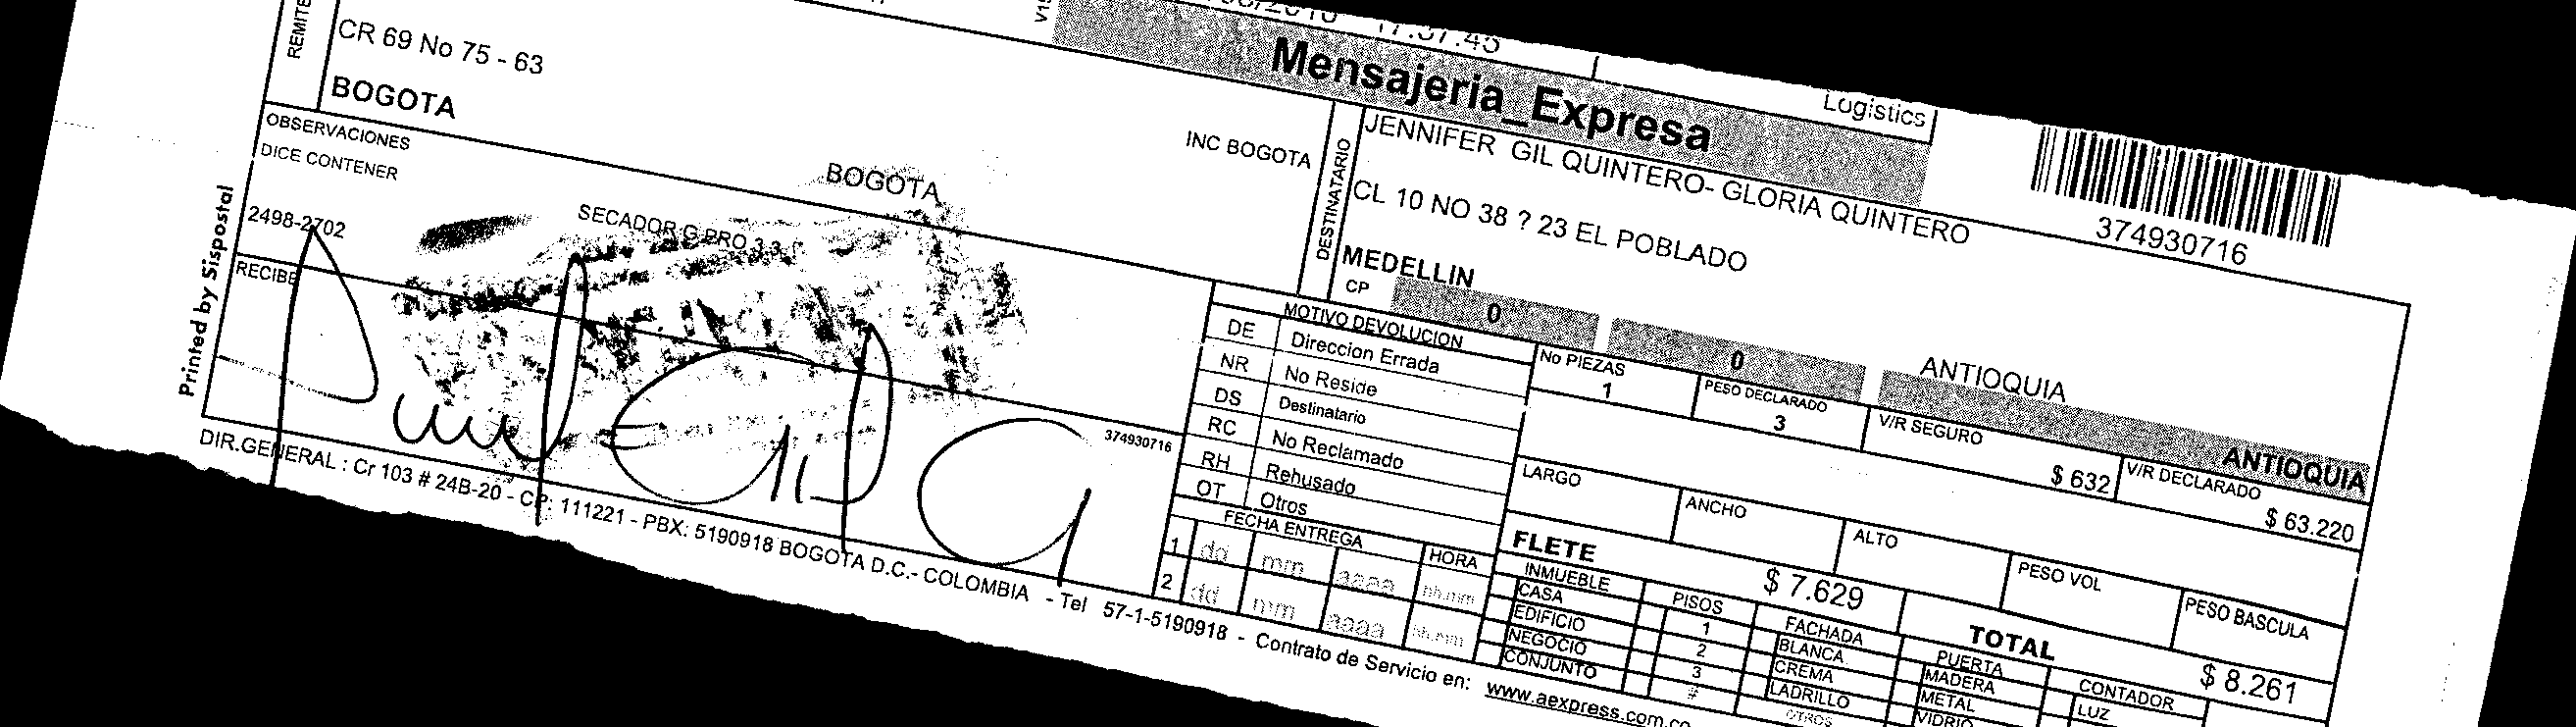 17:37:45
Logistics
Mensajeria_Expresa
REMITE
CR 69 No 75 - 63
BOGOTA
INC BOGOTA
DESTINATARIO
JENNIFER GIL QUINTERO- GLORIA QUINTERO
CL 10 NO 38 ? 23 EL POBLADO
MEDELLIN
CP 0 0 ANTIOQUIA
ANTIOQUIA
374930716
OBSERVACIONES
DICE CONTENER
BOGOTA
2498-2702
SECADOR G PRO 3.3
RECIBE
Printed by Sispostal
374930716
MOTIVO DEVOLUCION
DE Direccion Errada
NR No Reside
DS Destinatario
RC No Reclamado
RH Rehusado
OT Otros
FECHA ENTREGA HORA
1 dd mm aaaa hh:mm
2 dd mm aaaa hh:mm
No PIEZAS
1
PESO DECLARADO
3
V/R SEGURO
$ 632
V/R DECLARADO
$ 63.220
LARGO
ANCHO
ALTO
PESO VOL
PESO BASCULA
FLETE
$ 7.629
TOTAL
$ 8.261
INMUEBLE
CASA
EDIFICIO
NEGOCIO
CONJUNTO
PISOS
1
2
3
#
FACHADA
BLANCA
CREMA
LADRILLO
OTROS
PUERTA
MADERA
METAL
VIDRIO
CONTADOR
LUZ
DIR.GENERAL : Cr 103 # 24B-20 - CP: 111221 - PBX: 5190918 BOGOTA D.C.- COLOMBIA - Tel 57-1-5190918 - Contrato de Servicio en: www.aexpress.com.co